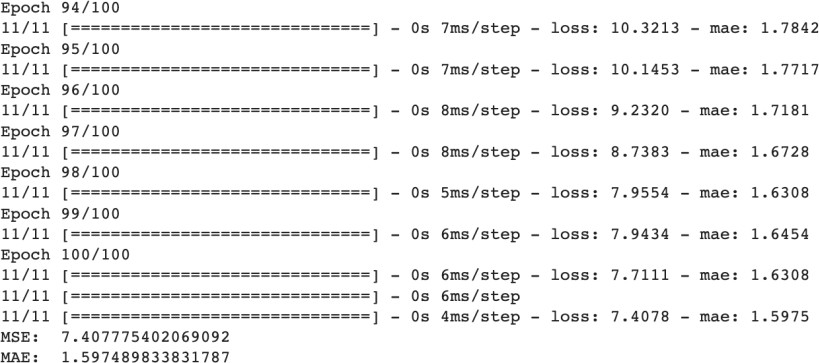 Epoch 94/100
11/11 [==============================] - 0s 7ms/step - loss: 10.3213 - mae: 1.7842
Epoch 95/100
11/11 [==============================] - 0s 7ms/step - loss: 10.1453 - mae: 1.7717
Epoch 96/100
11/11 [==============================] - 0s 8ms/step - loss: 9.2320 - mae: 1.7181
Epoch 97/100
11/11 [==============================] - 0s 8ms/step - loss: 8.7383 - mae: 1.6728
Epoch 98/100
11/11 [==============================] - 0s 5ms/step - loss: 7.9554 - mae: 1.6308
Epoch 99/100
11/11 [==============================] - 0s 6ms/step - loss: 7.9434 - mae: 1.6454
Epoch 100/100
11/11 [==============================] - 0s 6ms/step - loss: 7.7111 - mae: 1.6308
11/11 [==============================] - 0s 6ms/step
11/11 [==============================] - 0s 4ms/step - loss: 7.4078 - mae: 1.5975
MSE:  7.407775402069092
MAE:  1.597489833831787